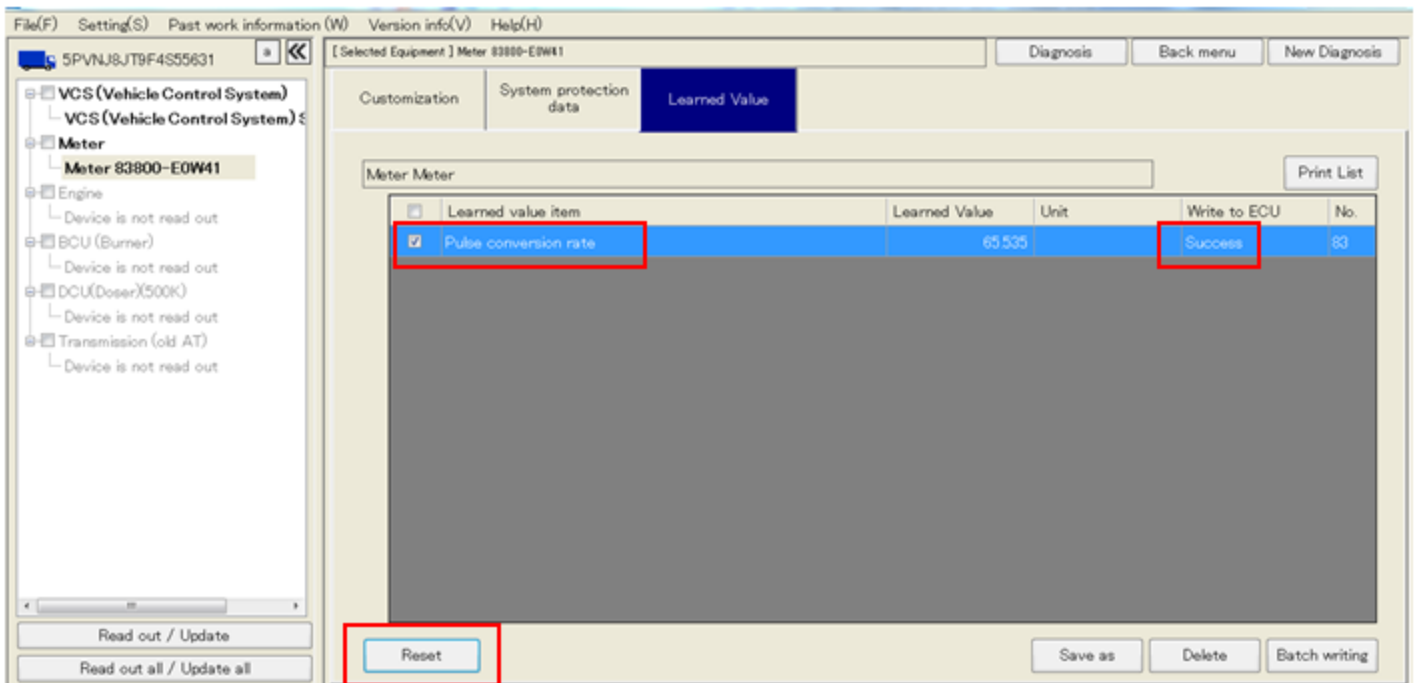 File(F) Setting(S) Past work information (W) Version info(V) Help(H)
5PVNJ8JT9F4S55631
a
[Selected Equipment] Meter 83800-E0W41
Diagnosis
Back menu
New Diagnosis
VCS (Vehicle Control System)
VCS (Vehicle Control System) S
Meter
Meter 83800-E0W41
Engine
Device is not read out
BCU (Burner)
Device is not read out
DCU(Doser)(500K)
Device is not read out
Transmission (old AT)
Device is not read out
Read out / Update
Read out all / Update all
Customization
System protection
data
Learned Value
Meter Meter
Print List
Learned value item Learned Value Unit Write to ECU No.
Pulse conversion rate 65.535 Success 83
Reset
Save as
Delete
Batch writing